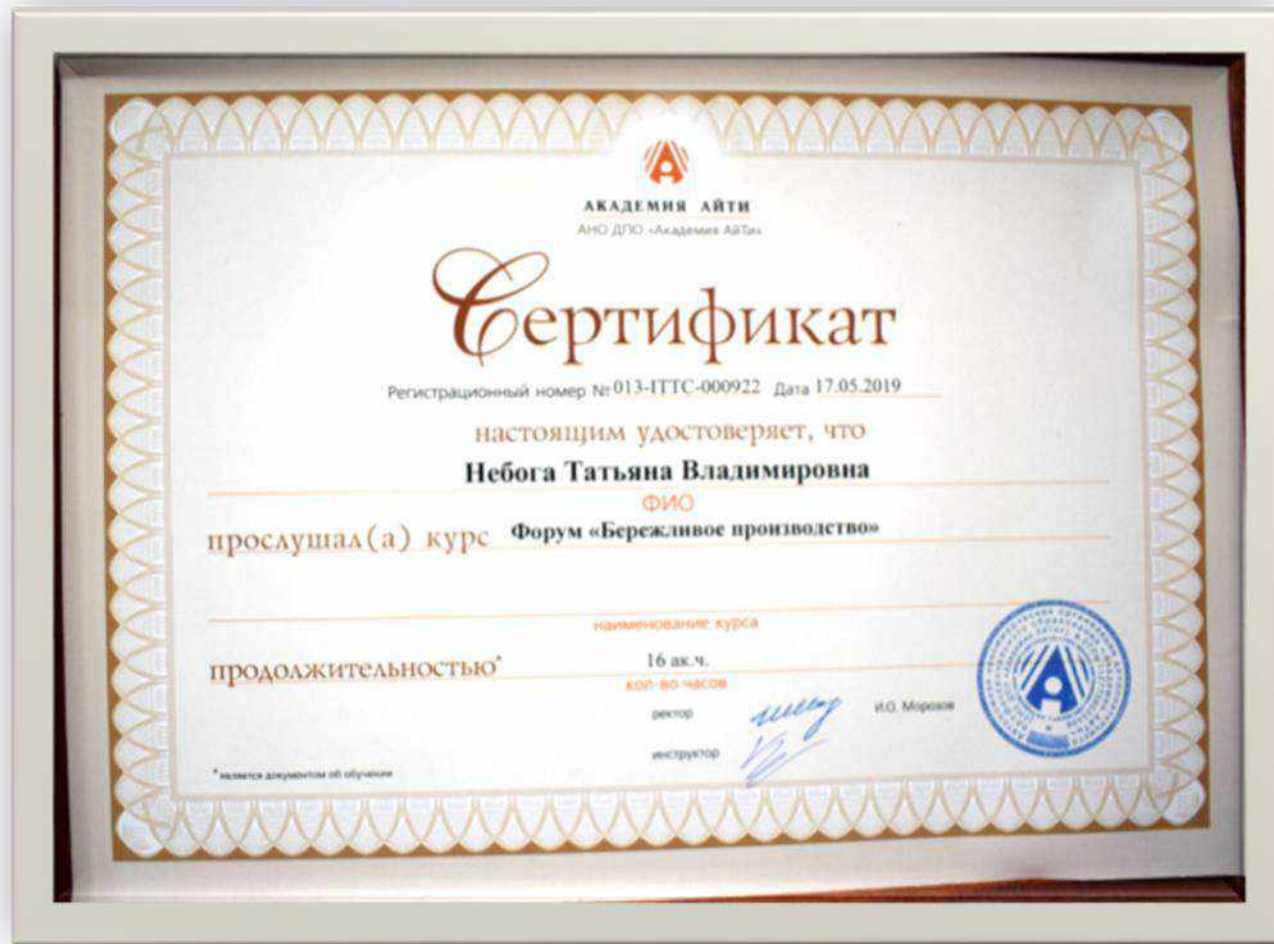 АКАДЕМИЯ АЙТИ
АНО ДПО «Академия АйТи»
Сертификат
Регистрационный номер № 013-ITTC-000922 Дата 17.05.2019
настоящим удостоверяет, что
Небога Татьяна Владимировна
ФИО
прослушал(а) курс Форум «Бережливое производство»
наименование курса
продолжительностью* 16 ак.ч.
кол-во часов
ректор И.О. Морозов
инструктор
* является документом об обучении